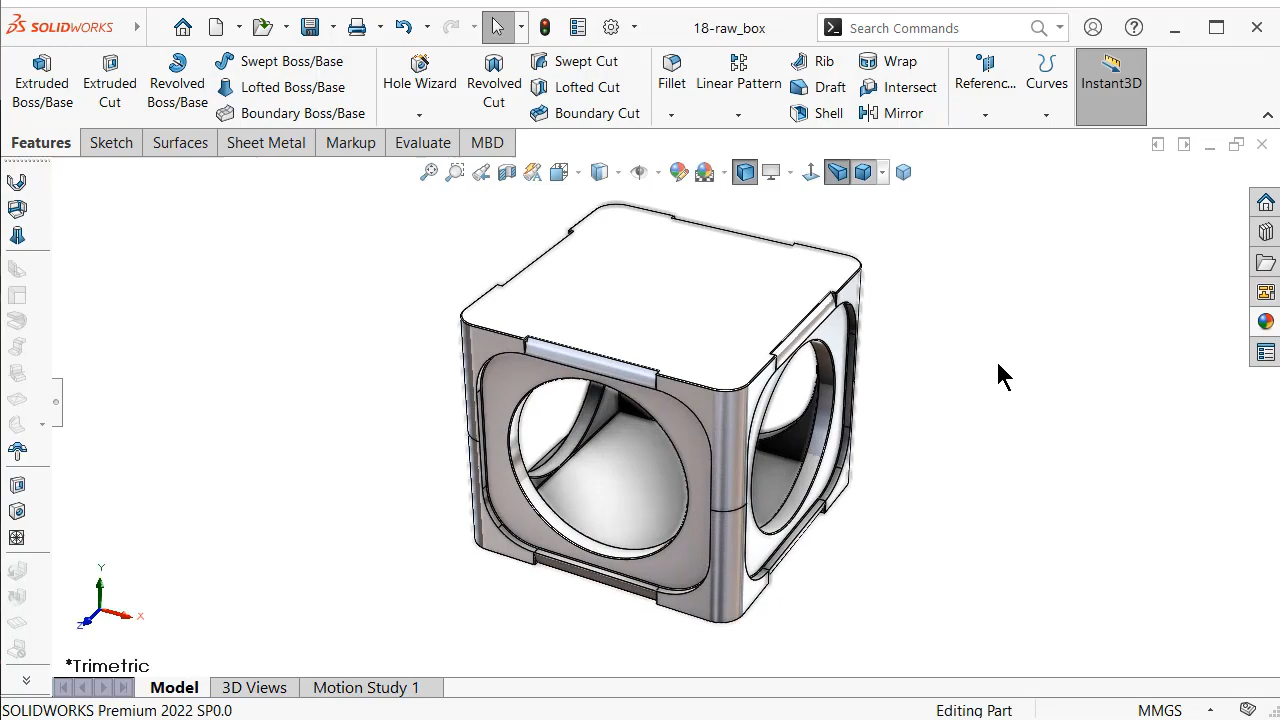 SOLIDWORKS
18-raw_box
Search Commands
Extruded Boss/Base
Extruded Cut
Revolved Boss/Base
Swept Boss/Base
Lofted Boss/Base
Boundary Boss/Base
Hole Wizard
Revolved Cut
Swept Cut
Lofted Cut
Boundary Cut
Fillet
Linear Pattern
Rib
Draft
Shell
Wrap
Intersect
Mirror
Referenc...
Curves
Instant3D
Features
Sketch
Surfaces
Sheet Metal
Markup
Evaluate
MBD
Y
X
Z
*Trimetric
Model
3D Views
Motion Study 1
SOLIDWORKS Premium 2022 SP0.0
Editing Part
MMGS